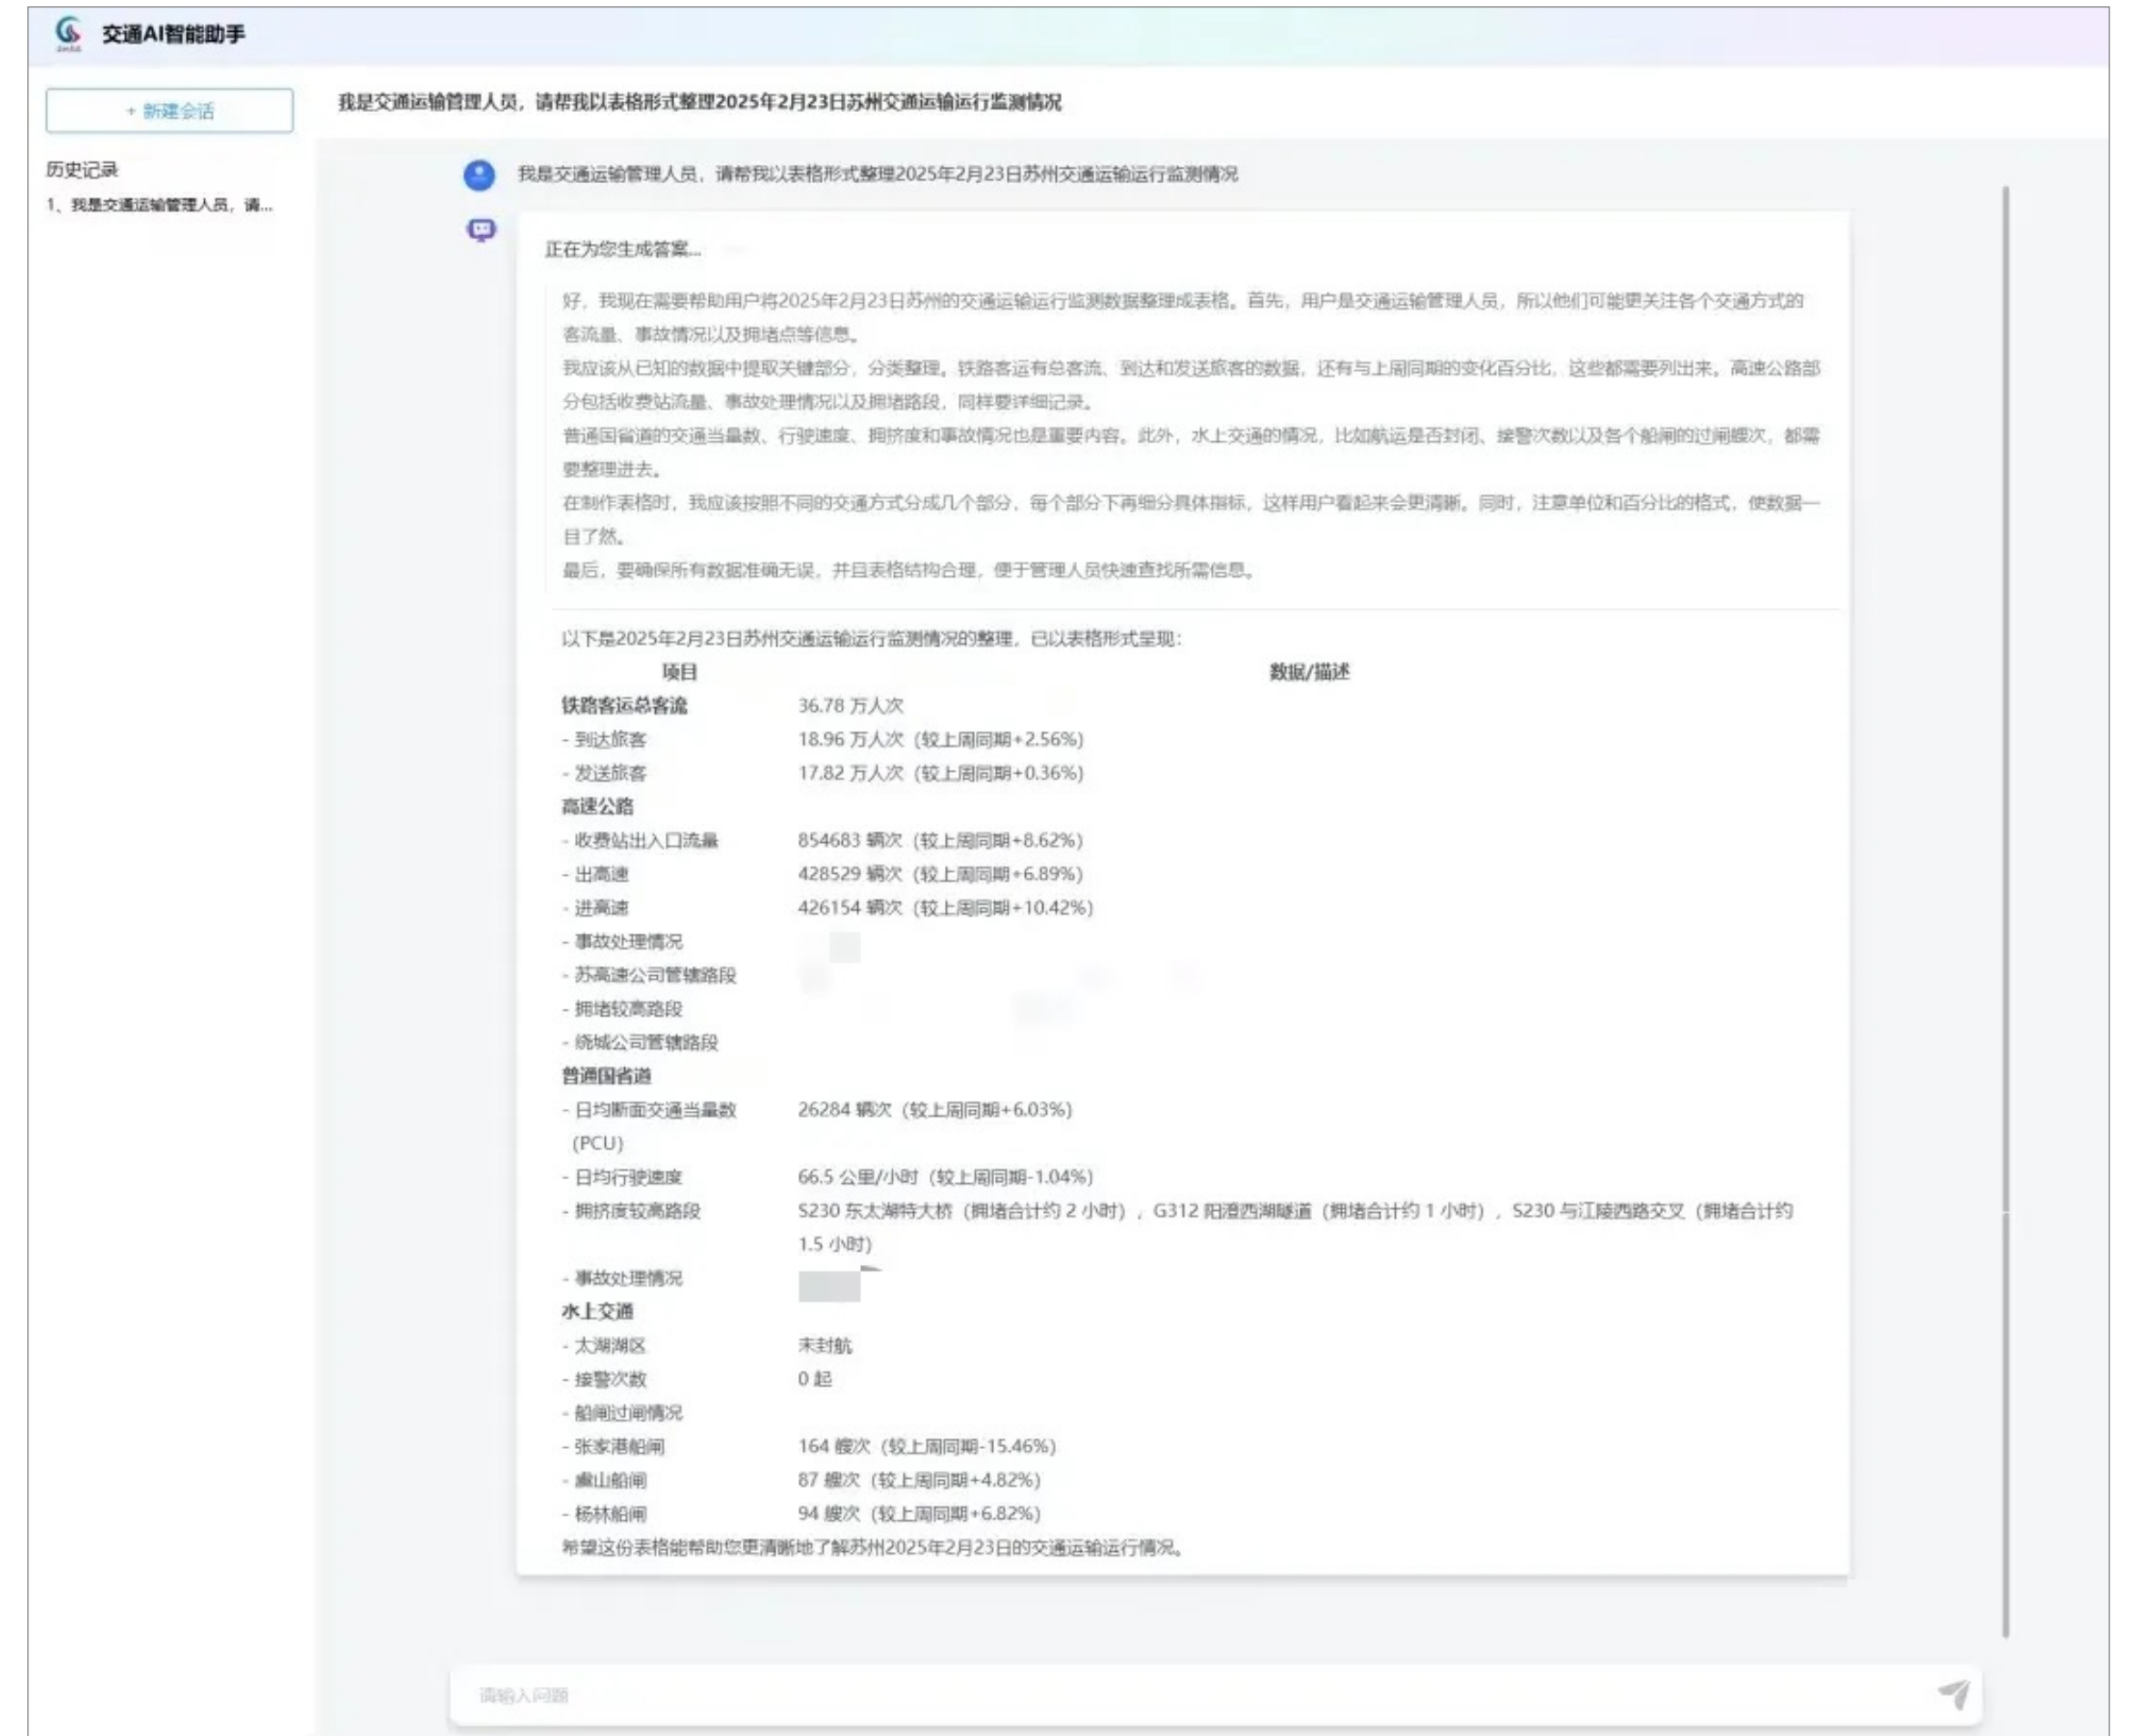 交通AI智能助手
+ 新建会话
历史记录
1、我是交通运输管理人员，请...
我是交通运输管理人员，请帮我以表格形式整理2025年2月23日苏州交通运输运行监测情况
我是交通运输管理人员，请帮我以表格形式整理2025年2月23日苏州交通运输运行监测情况
正在为您生成答案...
好，我现在需要帮助用户将2025年2月23日苏州的交通运输运行监测数据整理成表格。首先，用户是交通运输管理人员，所以他们可能更关注各个交通方式的
客流量、事故情况以及拥堵点等信息。
我应该从已知的数据中提取关键部分，分类整理。铁路客运有总客流、到达和发送旅客的数据，还有与上周同期的变化百分比，这些都需要列出来。高速公路部
分包括收费站流量、事故处理情况以及拥堵路段，同样要详细记录。
普通国省道的交通当量数、行驶速度、拥挤度和事故情况也是重要内容。此外，水上交通的情况，比如航运是否封闭、接警次数以及各个船闸的过闸艘次，都需
要整理进去。
在制作表格时，我应该按照不同的交通方式分成几个部分，每个部分下再细分具体指标，这样用户看起来会更清晰。同时，注意单位和百分比的格式，使数据一
目了然。
最后，要确保所有数据准确无误，并且表格结构合理，便于管理人员快速查找所需信息。
以下是2025年2月23日苏州交通运输运行监测情况的整理，已以表格形式呈现：
项目 数据/描述
铁路客运总客流 36.78 万人次
- 到达旅客 18.96 万人次（较上周同期+2.56%）
- 发送旅客 17.82 万人次（较上周同期+0.36%）
高速公路
- 收费站出入口流量 854683 辆次（较上周同期+8.62%）
- 出高速 428529 辆次（较上周同期+6.89%）
- 进高速 426154 辆次（较上周同期+10.42%）
- 事故处理情况
- 苏高速公司管辖路段
- 拥堵较高路段
- 绕城公司管辖路段
普通国省道
- 日均断面交通当量数 26284 辆次（较上周同期+6.03%）
(PCU)
- 日均行驶速度 66.5 公里/小时（较上周同期-1.04%）
- 拥挤度较高路段 S230 东太湖特大桥（拥堵合计约 2 小时）, G312 阳澄西湖隧道（拥堵合计约 1 小时）, S230 与江陵西路交叉（拥堵合计约
1.5 小时）
- 事故处理情况
水上交通
- 太湖湖区 未封航
- 接警次数 0 起
- 船闸过闸情况
- 张家港船闸 164 艘次（较上周同期-15.46%）
- 虞山船闸 87 艘次（较上周同期+4.82%）
- 杨林船闸 94 艘次（较上周同期+6.82%）
希望这份表格能帮助您更清晰地了解苏州2025年2月23日的交通运输运行情况。
请输入问题